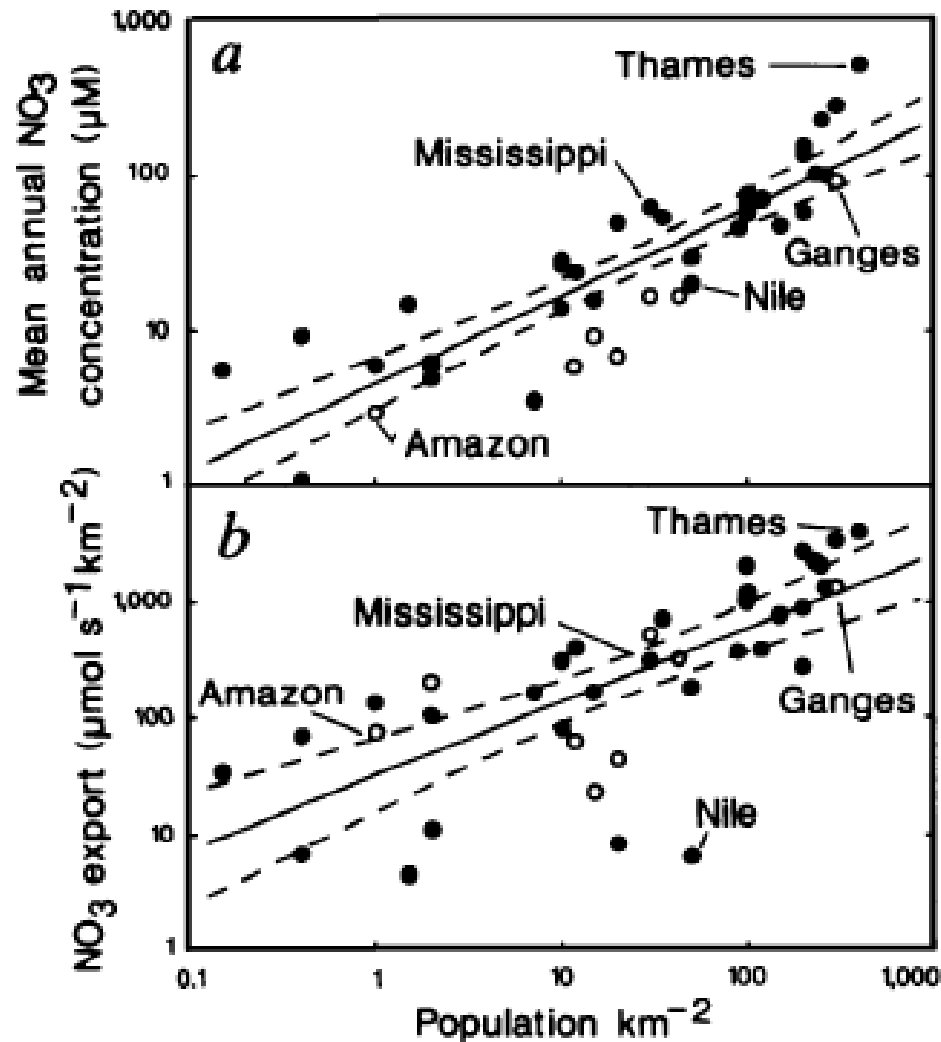 1,000
a
Thames
Mean annual NO3
concentration (µM)
Mississippi
100
Ganges
Nile
10
Amazon
1
b
Thames
NO3 export (µmol s−1 km−2)
1,000
Mississippi
Amazon
100
Ganges
Nile
10
1
0.1 1 10 100 1,000
Population km−2